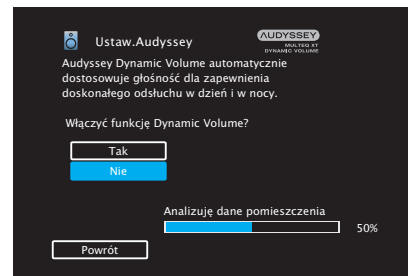 Ustaw.Audyssey
AUDYSSEY
MULTEQ XT
DYNAMIC VOLUME
Audyssey Dynamic Volume automatycznie
dostosowuje głośność dla zapewnienia
doskonałego odsłuchu w dzień i w nocy.
Włączyć funkcję Dynamic Volume?
Tak
Nie
Analizuję dane pomieszczenia
50%
Powrót